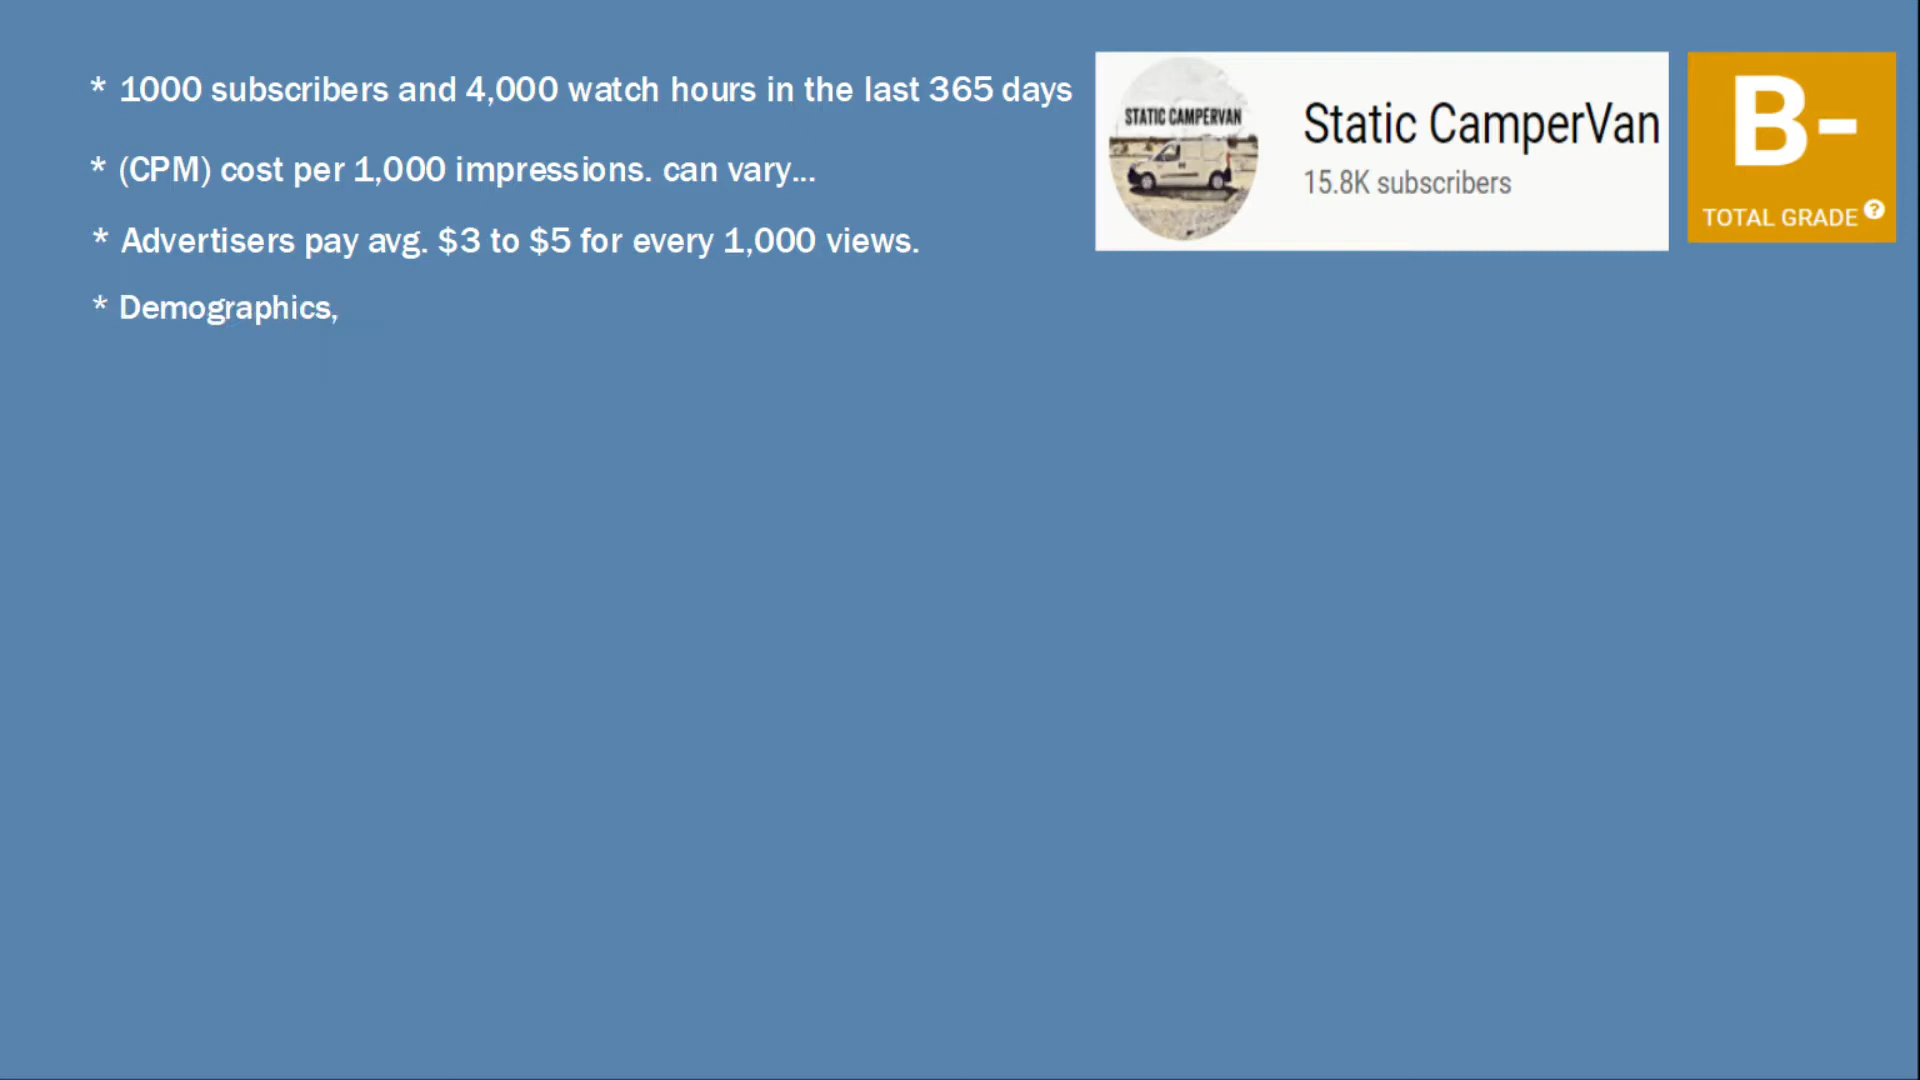 * 1000 subscribers and 4,000 watch hours in the last 365 days
* (CPM) cost per 1,000 impressions. can vary...
* Advertisers pay avg. $3 to $5 for every 1,000 views.
* Demographics,
STATIC CAMPERVAN
Static CamperVan
15.8K subscribers
B-
TOTAL GRADE ?